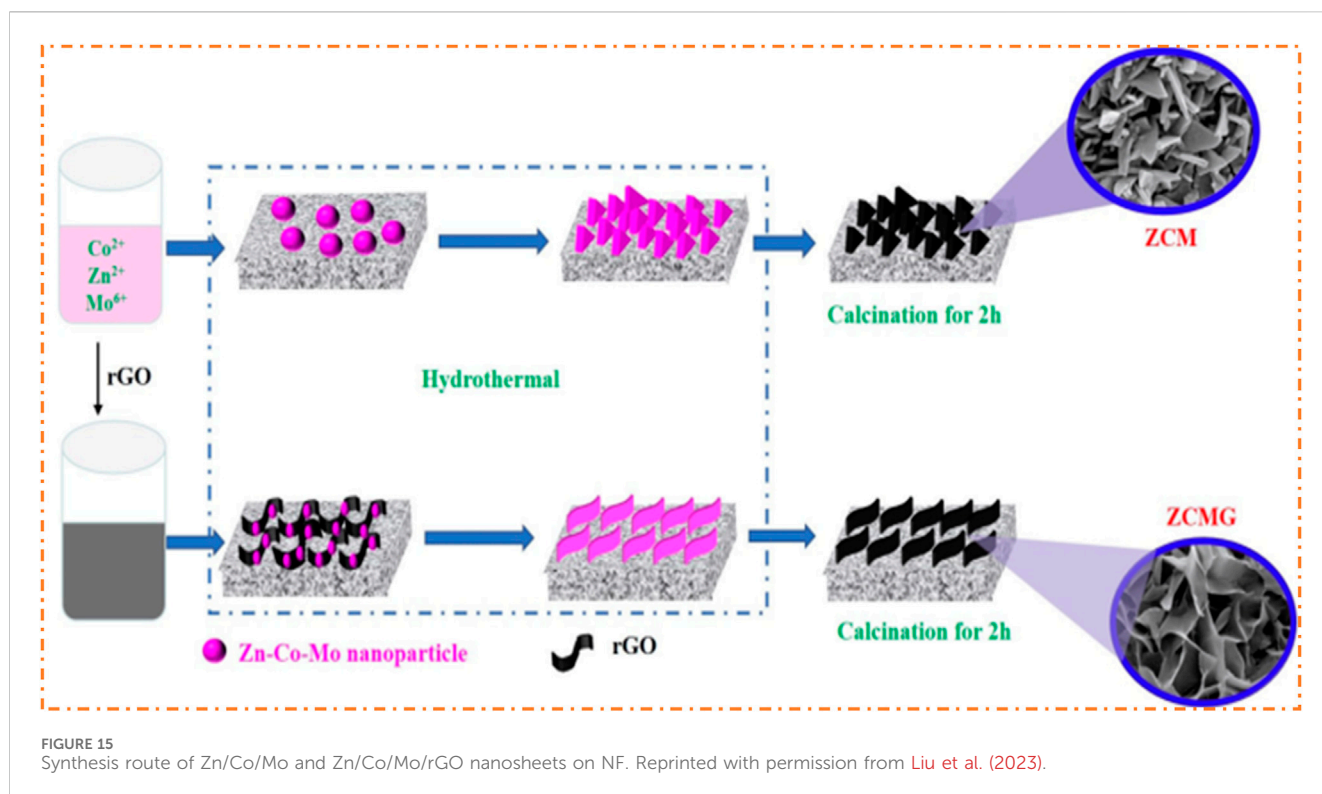 Co²⁺
Zn²⁺
Mo⁶⁺
rGO
Hydrothermal
Calcination for 2h
ZCM
Calcination for 2h
ZCMG
Zn-Co-Mo nanoparticle
rGO
FIGURE 15
Synthesis route of Zn/Co/Mo and Zn/Co/Mo/rGO nanosheets on NF. Reprinted with permission from Liu et al. (2023).